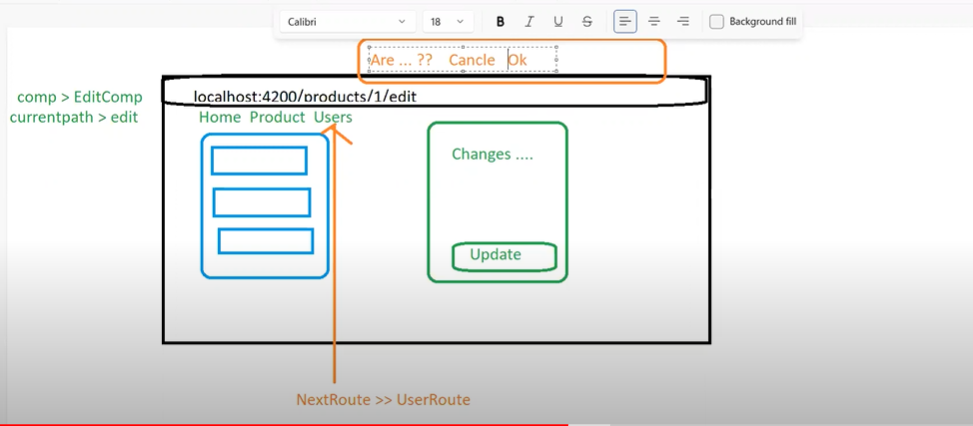 Calibri 18 B I U S Background fill
Are ... ?? Cancle Ok
comp > EditComp
localhost:4200/products/1/edit
currentpath > edit
Home Product Users
Changes ....
Update
NextRoute >> UserRoute